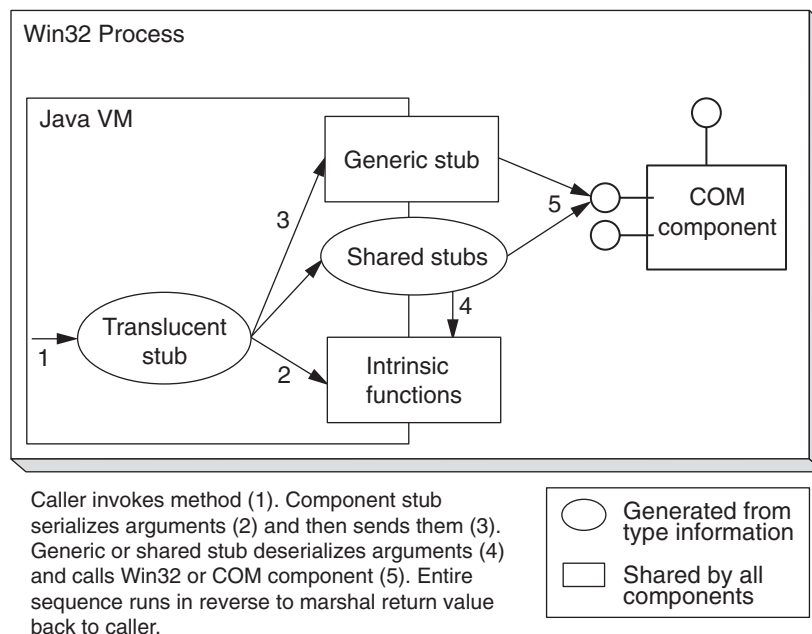 Win32 Process
Java VM
Generic stub
3
5
COM
component
Shared stubs
4
Translucent
stub
1
2
Intrinsic
functions
Caller invokes method (1). Component stub
serializes arguments (2) and then sends them (3).
Generic or shared stub deserializes arguments (4)
and calls Win32 or COM component (5). Entire
sequence runs in reverse to marshal return value
back to caller.
Generated from
type information
Shared by all
components